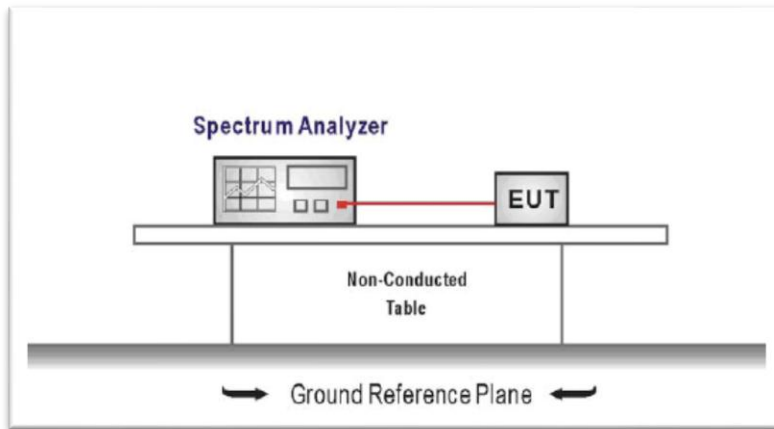 Spectrum Analyzer
EUT
Non-Conducted
Table
Ground Reference Plane